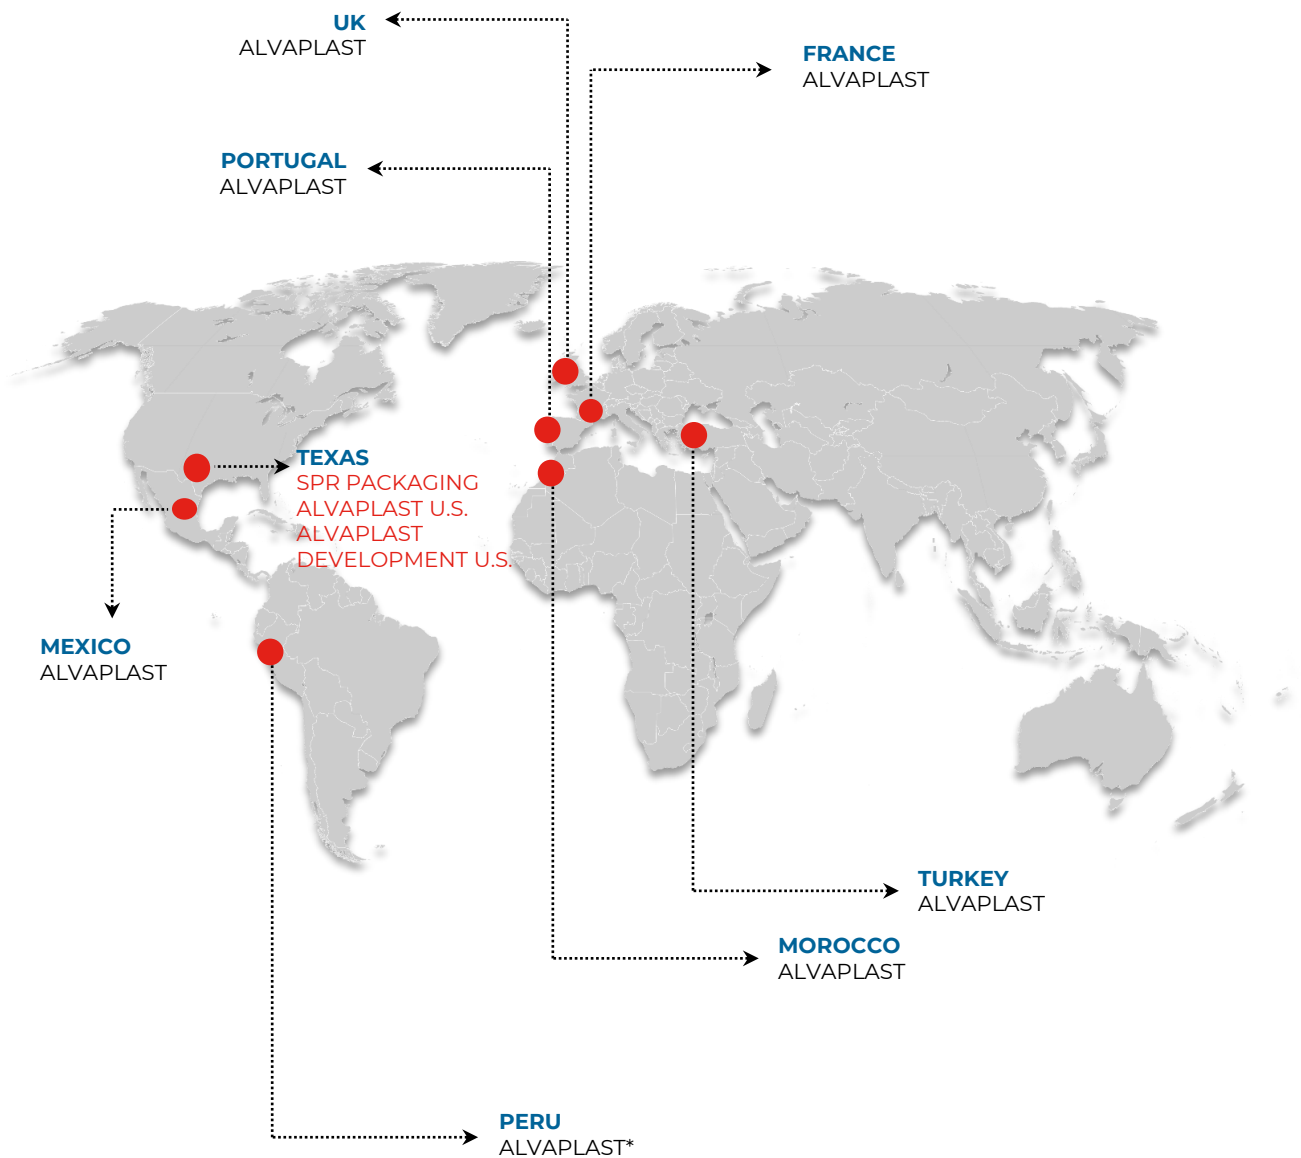 UK
ALVAPLAST
FRANCE
ALVAPLAST
PORTUGAL
ALVAPLAST
TEXAS
SPR PACKAGING
ALVAPLAST U.S.
ALVAPLAST
DEVELOPMENT U.S.
MEXICO
ALVAPLAST
TURKEY
ALVAPLAST
MOROCCO
ALVAPLAST
PERU
ALVAPLAST*